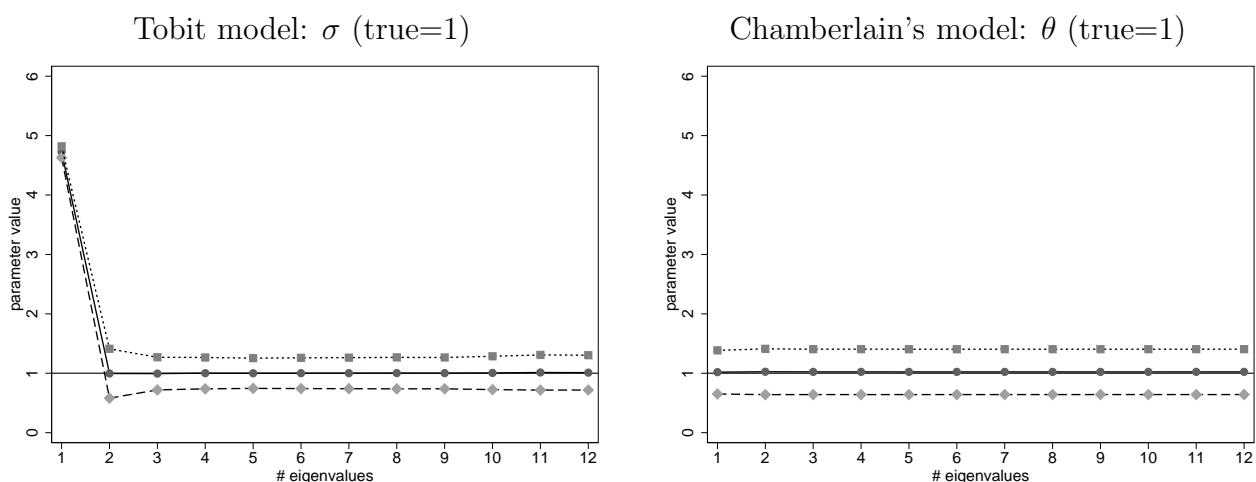 Tobit model: σ (true=1)
parameter value
6
5
4
3
2
1
0
1 2 3 4 5 6 7 8 9 10 11 12
# eigenvalues
Chamberlain's model: θ (true=1)
parameter value
6
5
4
3
2
1
0
1 2 3 4 5 6 7 8 9 10 11 12
# eigenvalues